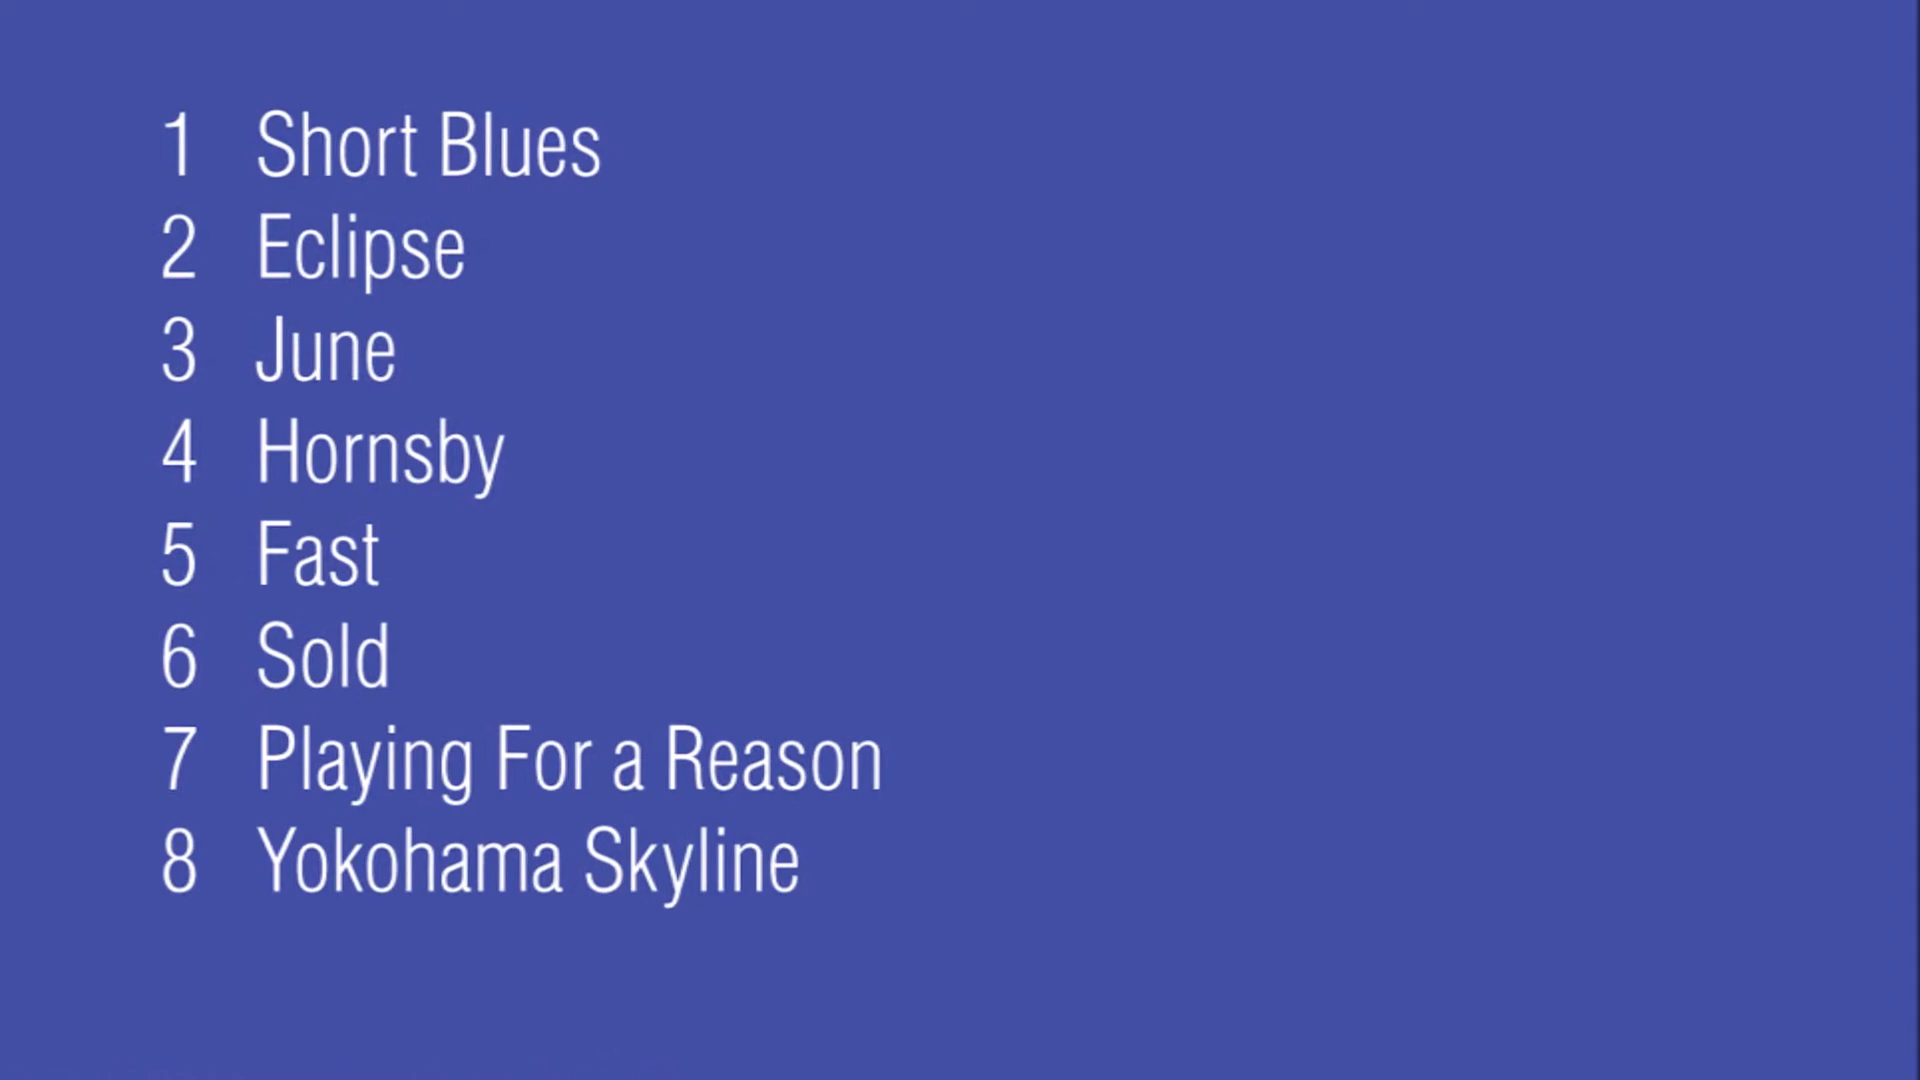 1 Short Blues
2 Eclipse
3 June
4 Hornsby
5 Fast
6 Sold
7 Playing For a Reason
8 Yokohama Skyline